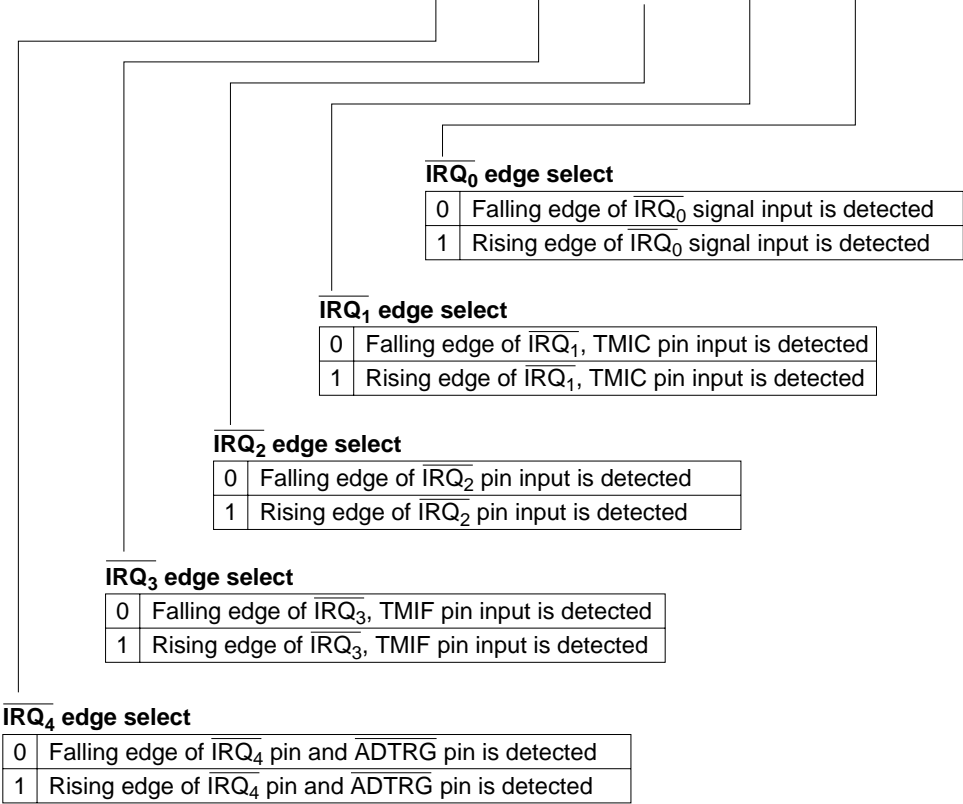 IRQ0 edge select
0 Falling edge of IRQ0 signal input is detected
1 Rising edge of IRQ0 signal input is detected
IRQ1 edge select
0 Falling edge of IRQ1, TMIC pin input is detected
1 Rising edge of IRQ1, TMIC pin input is detected
IRQ2 edge select
0 Falling edge of IRQ2 pin input is detected
1 Rising edge of IRQ2 pin input is detected
IRQ3 edge select
0 Falling edge of IRQ3, TMIF pin input is detected
1 Rising edge of IRQ3, TMIF pin input is detected
IRQ4 edge select
0 Falling edge of IRQ4 pin and ADTRG pin is detected
1 Rising edge of IRQ4 pin and ADTRG pin is detected